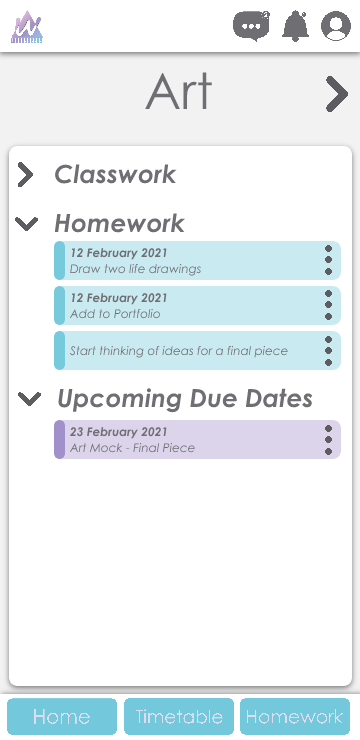 Art
Classwork
Homework
12 February 2021
Draw two life drawings
12 February 2021
Add to Portfolio
Start thinking of ideas for a final piece
Upcoming Due Dates
23 February 2021
Art Mock - Final Piece
Home
Timetable
Homework